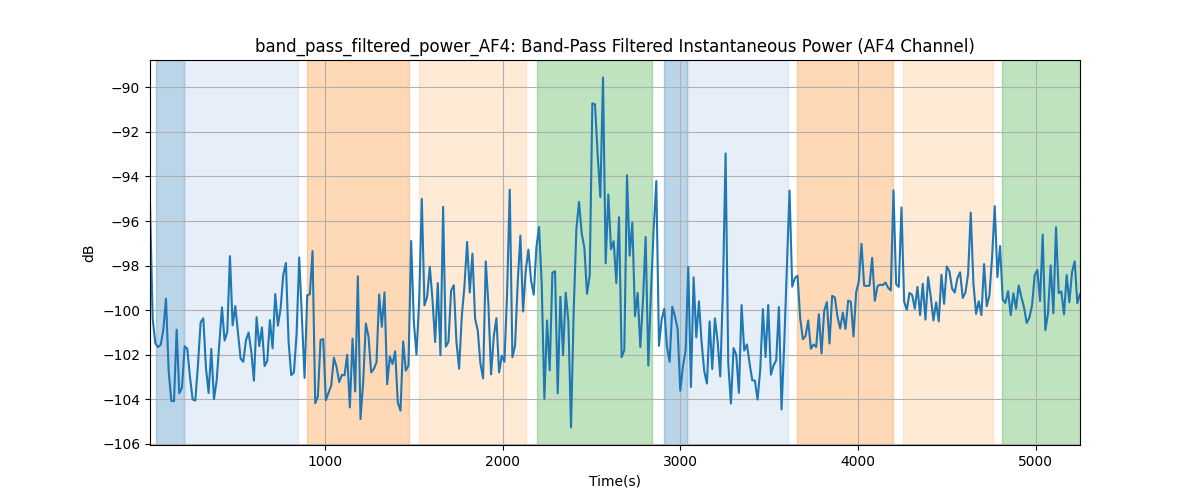 band_pass_filtered_power_AF4: Band-Pass Filtered Instantaneous Power (AF4 Channel)
−90
−92
−94
−96
−98
−100
−102
−104
−106
dB
1000 2000 3000 4000 5000
Time(s)